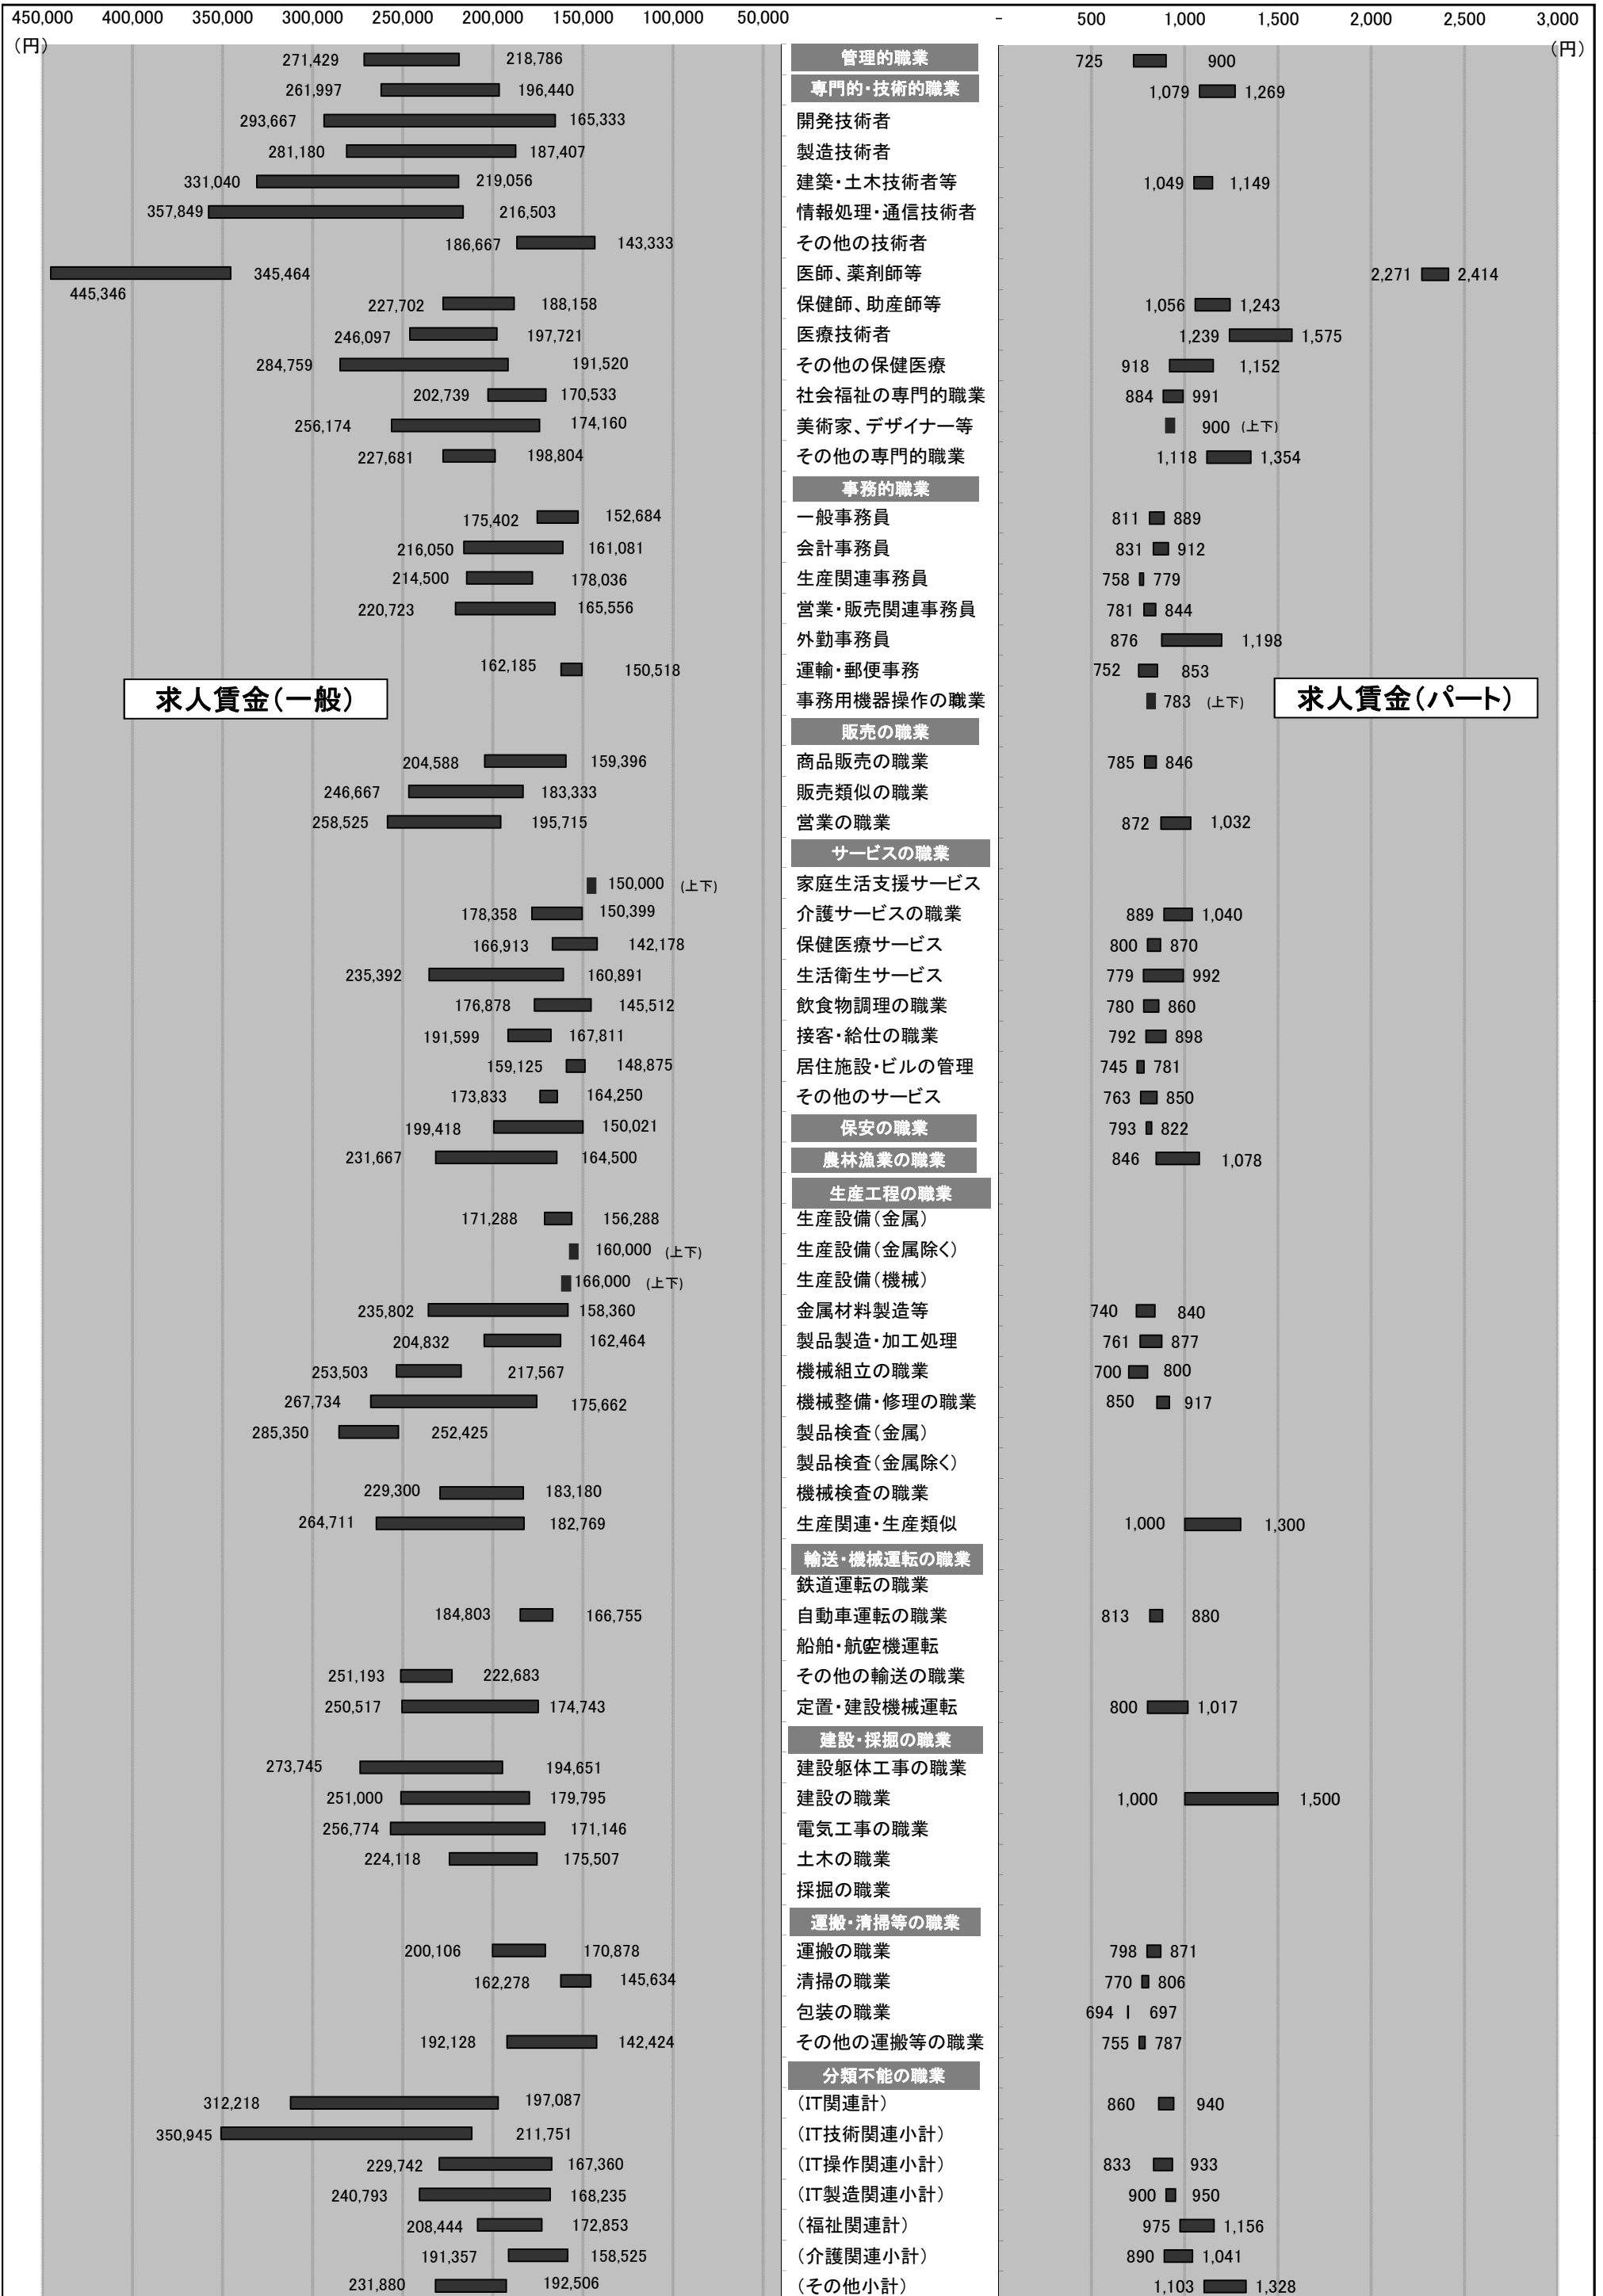 450,000 400,000 350,000 300,000 250,000 200,000 150,000 100,000 50,000 - 500 1,000 1,500 2,000 2,500 3,000
(円) (円)
271,429 218,786 管理的職業 725 900
261,997 196,440 専門的・技術的職業 1,079 1,269
293,667 165,333 開発技術者
281,180 187,407 製造技術者
331,040 219,056 建築・土木技術者等 1,049 1,149
357,849 216,503 情報処理・通信技術者
186,667 143,333 その他の技術者
445,346 345,464 医師、薬剤師等 2,271 2,414
227,702 188,158 保健師、助産師等 1,056 1,243
246,097 197,721 医療技術者 1,239 1,575
284,759 191,520 その他の保健医療 918 1,152
202,739 170,533 社会福祉の専門的職業 884 991
256,174 174,160 美術家、デザイナー等 900 (上下)
227,681 198,804 その他の専門的職業 1,118 1,354
事務的職業
175,402 152,684 一般事務員 811 889
216,050 161,081 会計事務員 831 912
214,500 178,036 生産関連事務員 758 779
220,723 165,556 営業・販売関連事務員 781 844
外勤事務員 876 1,198
162,185 150,518 運輸・郵便事務 752 853
求人賃金(一般) 事務用機器操作の職業 783 (上下) 求人賃金(パート)
販売の職業
204,588 159,396 商品販売の職業 785 846
246,667 183,333 販売類似の職業
258,525 195,715 営業の職業 872 1,032
サービスの職業
150,000 (上下) 家庭生活支援サービス
178,358 150,399 介護サービスの職業 889 1,040
166,913 142,178 保健医療サービス 800 870
235,392 160,891 生活衛生サービス 779 992
176,878 145,512 飲食物調理の職業 780 860
191,599 167,811 接客・給仕の職業 792 898
159,125 148,875 居住施設・ビルの管理 745 781
173,833 164,250 その他のサービス 763 850
199,418 150,021 保安の職業 793 822
231,667 164,500 農林漁業の職業 846 1,078
生産工程の職業
171,288 156,288 生産設備(金属)
160,000 (上下) 生産設備(金属除く)
166,000 (上下) 生産設備(機械)
235,802 158,360 金属材料製造等 740 840
204,832 162,464 製品製造・加工処理 761 877
253,503 217,567 機械組立の職業 700 800
267,734 175,662 機械整備・修理の職業 850 917
285,350 252,425 製品検査(金属)
製品検査(金属除く)
229,300 183,180 機械検査の職業
264,711 182,769 生産関連・生産類似 1,000 1,300
輸送・機械運転の職業
鉄道運転の職業
184,803 166,755 自動車運転の職業 813 880
船舶・航空機運転
251,193 222,683 その他の輸送の職業
250,517 174,743 定置・建設機械運転 800 1,017
建設・採掘の職業
273,745 194,651 建設躯体工事の職業
251,000 179,795 建設の職業 1,000 1,500
256,774 171,146 電気工事の職業
224,118 175,507 土木の職業
採掘の職業
運搬・清掃等の職業
200,106 170,878 運搬の職業 798 871
162,278 145,634 清掃の職業 770 806
包装の職業 694 697
192,128 142,424 その他の運搬等の職業 755 787
分類不能の職業
312,218 197,087 (IT関連計) 860 940
350,945 211,751 (IT技術関連小計)
229,742 167,360 (IT操作関連小計) 833 933
240,793 168,235 (IT製造関連小計) 900 950
208,444 172,853 (福祉関連計) 975 1,156
191,357 158,525 (介護関連小計) 890 1,041
231,880 192,506 (その他小計) 1,103 1,328